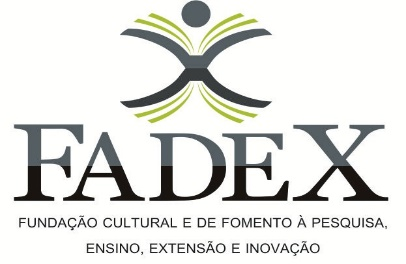 FADEX
FUNDAÇÃO CULTURAL E DE FOMENTO À PESQUISA,
ENSINO, EXTENSÃO E INOVAÇÃO